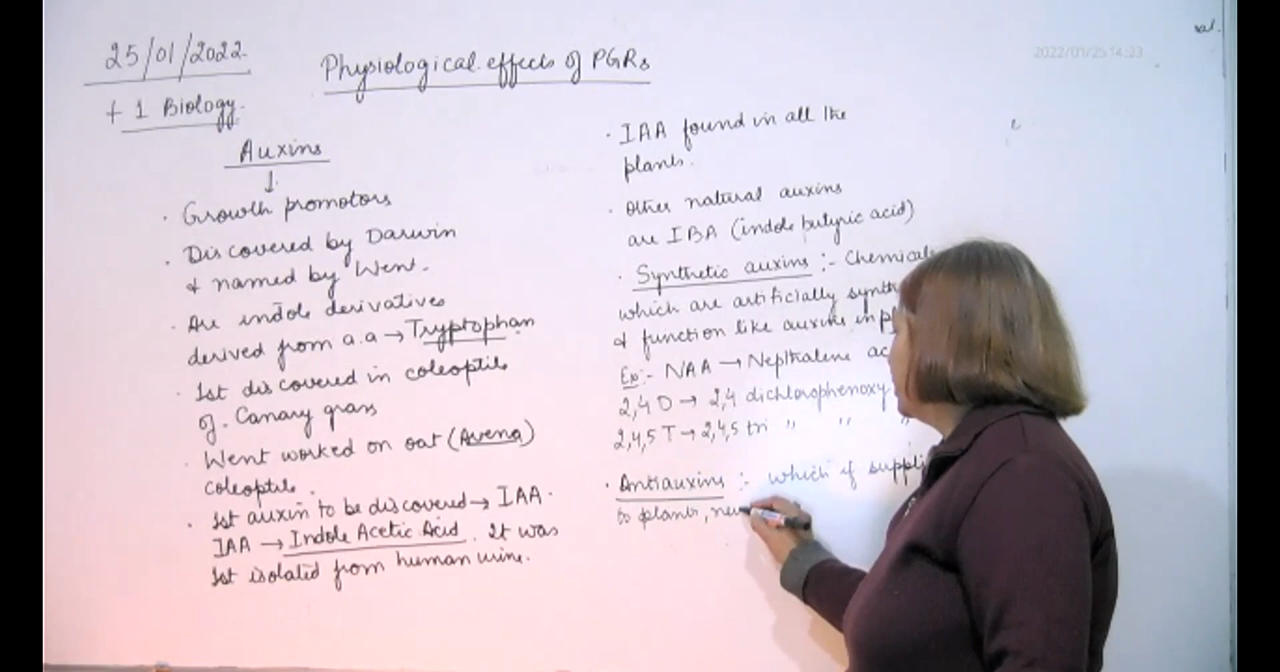 25/01/2022
Physiological effects of PGRs
2022/01/25 14:23
+ 1 Biology
Auxins
↓
· Growth promotors
· Discovered by Darwin
& named by Went.
· Are indole derivatives
derived from a.a → Tryptophan
· 1st discovered in coleoptile
of Canary grass
· Went worked on oat (Avena)
coleoptile.
· 1st auxin to be discovered → IAA.
IAA → Indole Acetic Acid. It was
1st isolated from human urine.
· IAA found in all the
plants.
· Other natural auxins
are IBA (indole butyric acid)
· Synthetic auxins :- Chemicals
which are artificially synth
& function like auxins in pl
Ex:- NAA → Nepthalene ac
2,4 D → 2,4 dichlorophenoxy
2,4,5 T → 2,4,5 tri " " "
· Antiauxins :- which if suppli
to plants, neu